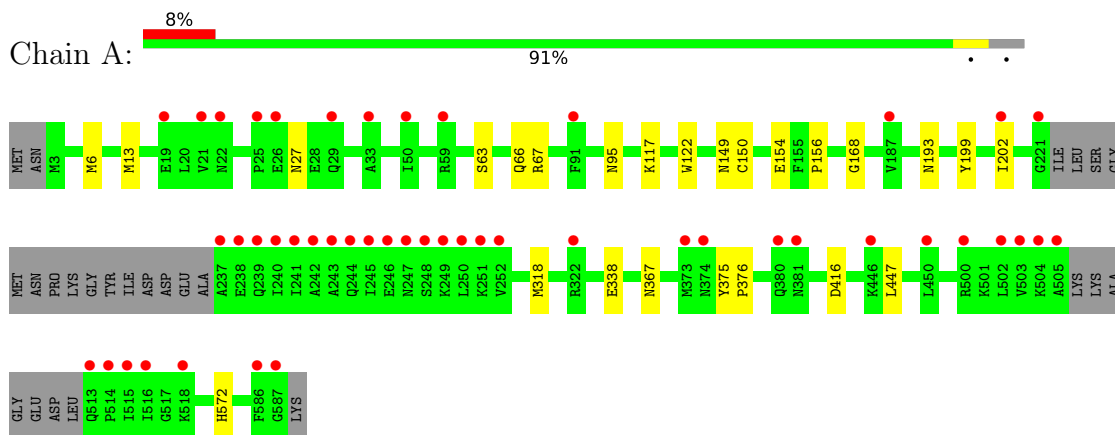 8%
Chain A:
91%
MET ASN M3 M6 M13 E19 L20 V21 N22 P25 E26 N27 E28 Q29 A33 I50 R59 S63 Q66 R67 F91 N95 K117 W122 N149 C150 E154 F155 P156 G168 V187 N193 Y199 I202 G221 ILE LEU SER GLY
MET ASN PRO LYS GLY TYR ILE ASP ASP GLU ALA A237 E238 Q239 I240 I241 A242 A243 Q244 I245 E246 N247 S248 K249 L250 K251 V252 M318 R322 E338 N367 M373 N374 Y375 P376 Q380 N381 D416 K446 L447 L450 R500 K501 L502 V503 K504 A505 LYS LYS ALA
GLY GLU ASP LEU Q513 P514 I515 I516 G517 K518 H572 F586 G587 LYS